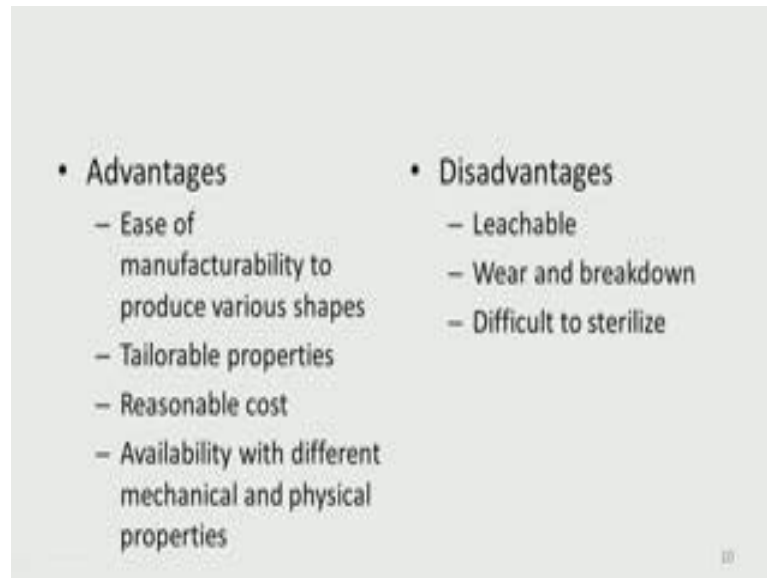 • Advantages
– Ease of
manufacturability to
produce various shapes
– Tailorable properties
– Reasonable cost
– Availability with different
mechanical and physical
properties
• Disadvantages
– Leachable
– Wear and breakdown
– Difficult to sterilize
10